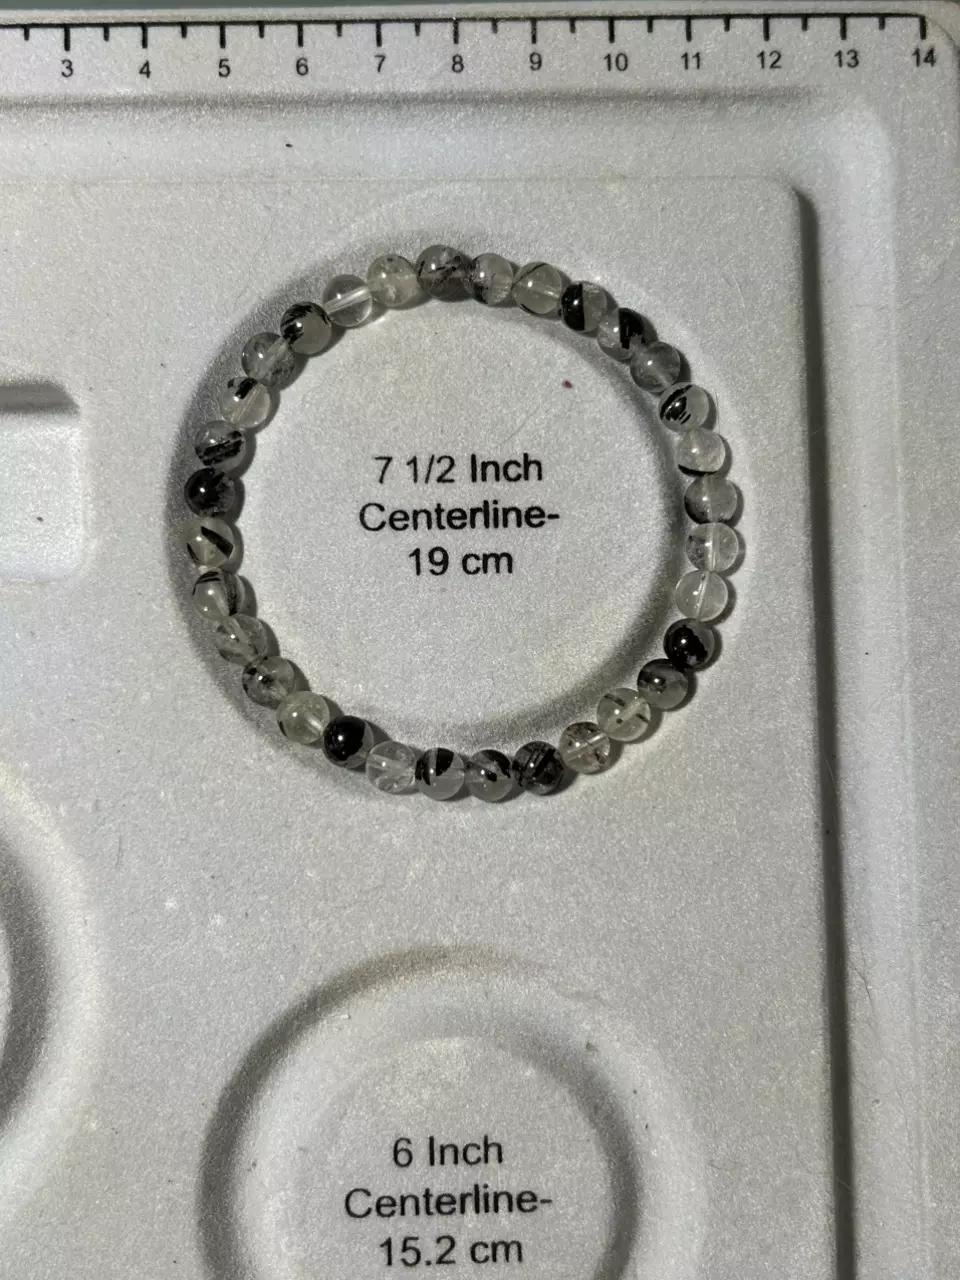 3 4 5 6 7 8 9 10 11 12 13 14
7 1/2 Inch
Centerline-
19 cm
6 Inch
Centerline-
15.2 cm